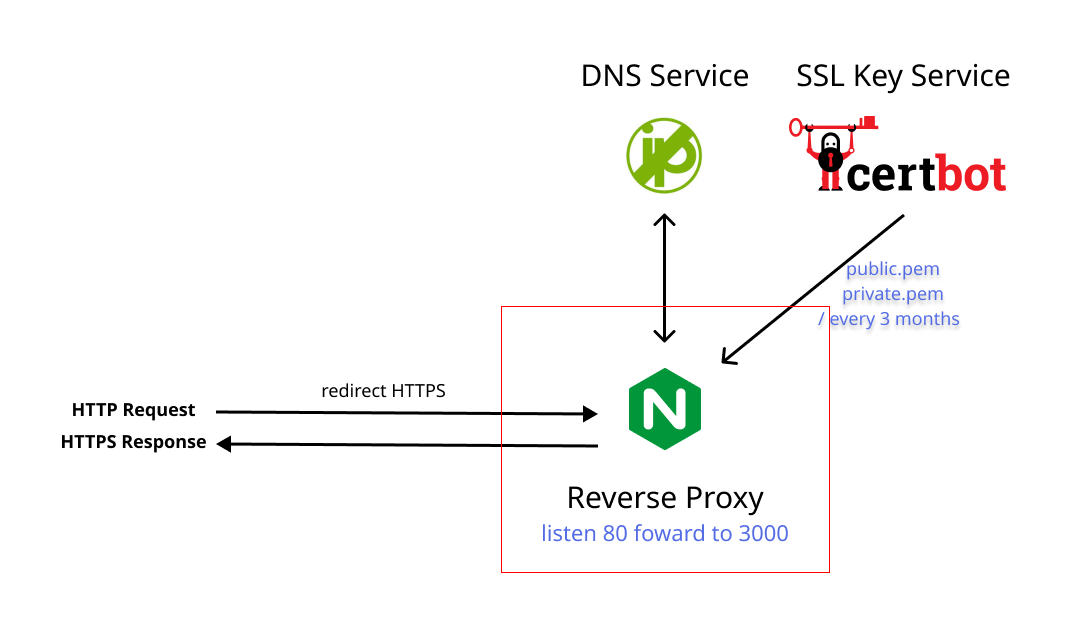 DNS Service
SSL Key Service
ip
certbot
public.pem
private.pem
/ every 3 months
redirect HTTPS
HTTP Request
HTTPS Response
N
Reverse Proxy
listen 80 foward to 3000